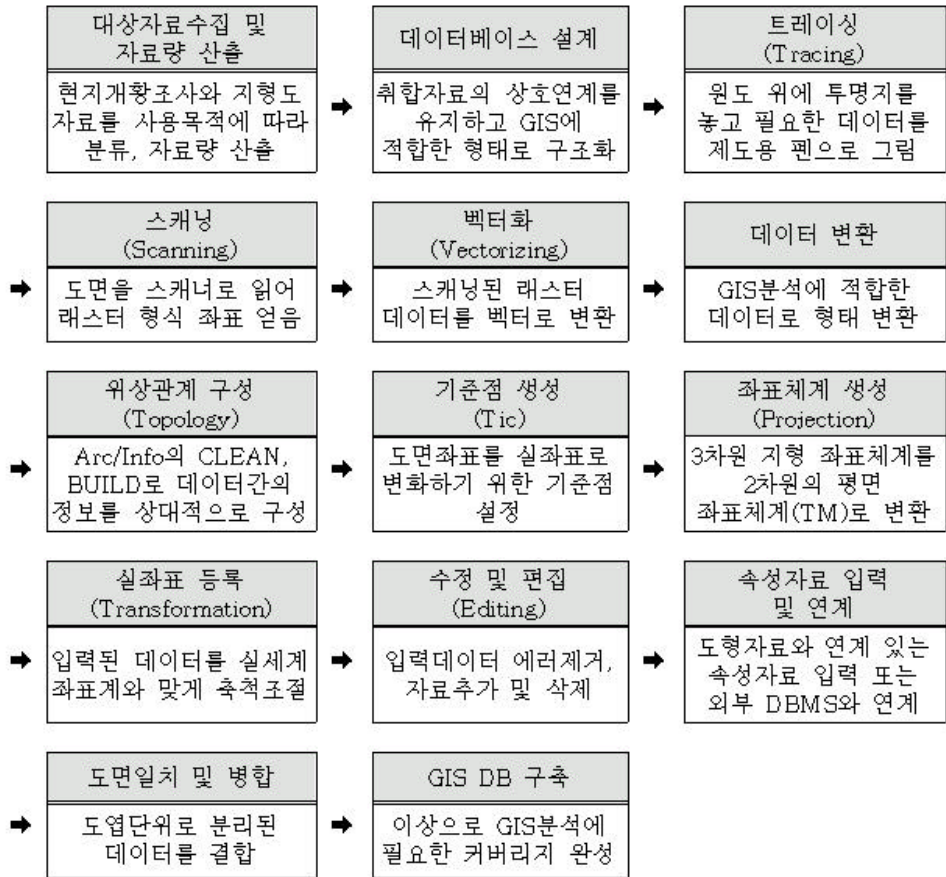 대상자료수집 및
자료량 산출
현지개황조사와 지형도
자료를 사용목적에 따라
분류, 자료량 산출
➡
데이터베이스 설계
취합자료의 상호연계를
유지하고 GIS에
적합한 형태로 구조화
➡
트레이싱
(Tracing)
원도 위에 투명지를
놓고 필요한 데이터를
제도용 펜으로 그림
➡
스캐닝
(Scanning)
도면을 스캐너로 읽어
래스터 형식 좌표 얻음
➡
벡터화
(Vectorizing)
스캐닝된 래스터
데이터를 벡터로 변환
➡
데이터 변환
GIS분석에 적합한
데이터로 형태 변환
➡
위상관계 구성
(Topology)
Arc/Info의 CLEAN,
BUILD로 데이터간의
정보를 상대적으로 구성
➡
기준점 생성
(Tic)
도면좌표를 실좌표로
변화하기 위한 기준점
설정
➡
좌표체계 생성
(Projection)
3차원 지형 좌표체계를
2차원의 평면
좌표체계(TM)로 변환
➡
실좌표 등록
(Transformation)
입력된 데이터를 실세계
좌표계와 맞게 축척조절
➡
수정 및 편집
(Editing)
입력데이터 에러제거,
자료추가 및 삭제
➡
속성자료 입력
및 연계
도형자료와 연계 있는
속성자료 입력 또는
외부 DBMS와 연계
➡
도면일치 및 병합
도엽단위로 분리된
데이터를 결합
➡
GIS DB 구축
이상으로 GIS분석에
필요한 커버리지 완성